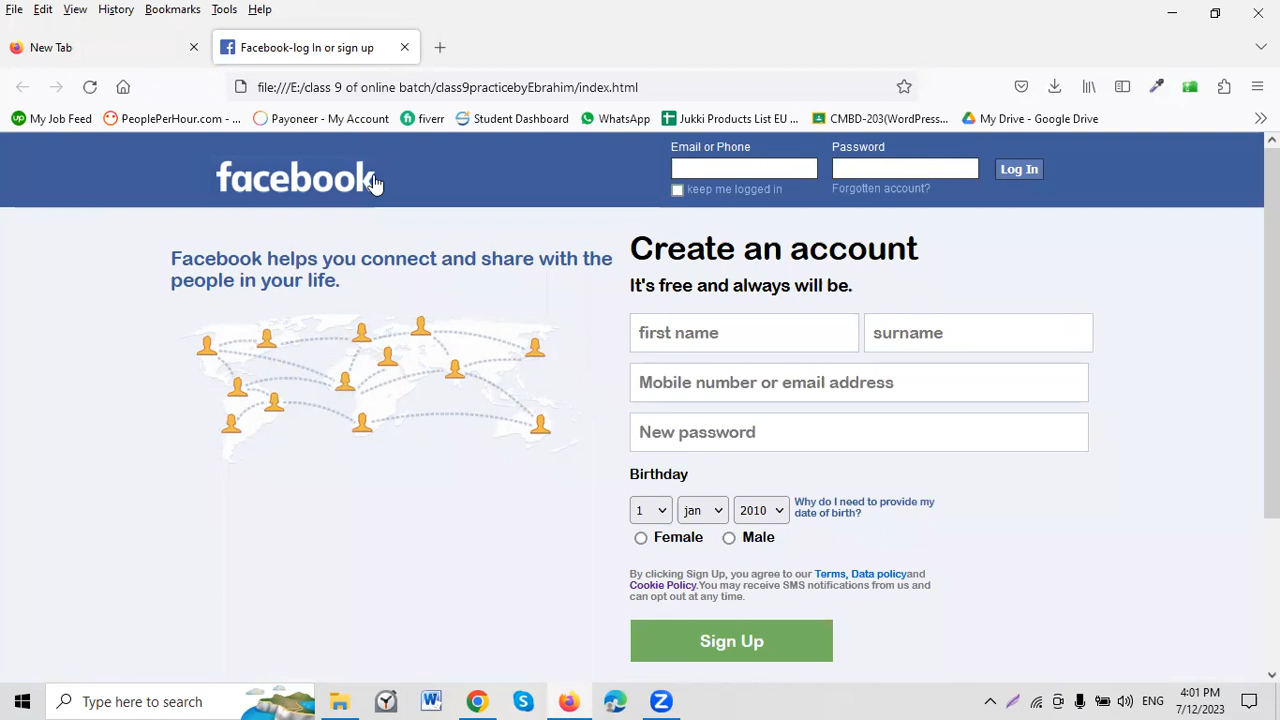 File Edit View History Bookmarks Tools Help
New Tab
Facebook-log In or sign up
file:///E:/class 9 of online batch/class9practicebyEbrahim/index.html
My Job Feed PeoplePerHour.com - ... Payoneer - My Account fiverr Student Dashboard WhatsApp Jukki Products List EU ... CMBD-203(WordPress... My Drive - Google Drive
facebook
Email or Phone
Password
Log In
keep me logged in
Forgotten account?
Facebook helps you connect and share with the
people in your life.
Create an account
It's free and always will be.
first name
surname
Mobile number or email address
New password
Birthday
1 jan 2010
Why do I need to provide my
date of birth?
Female Male
By clicking Sign Up, you agree to our Terms, Data policyand
Cookie Policy.You may receive SMS notifications from us and
can opt out at any time.
Sign Up
Type here to search
ENG
4:01 PM
7/12/2023